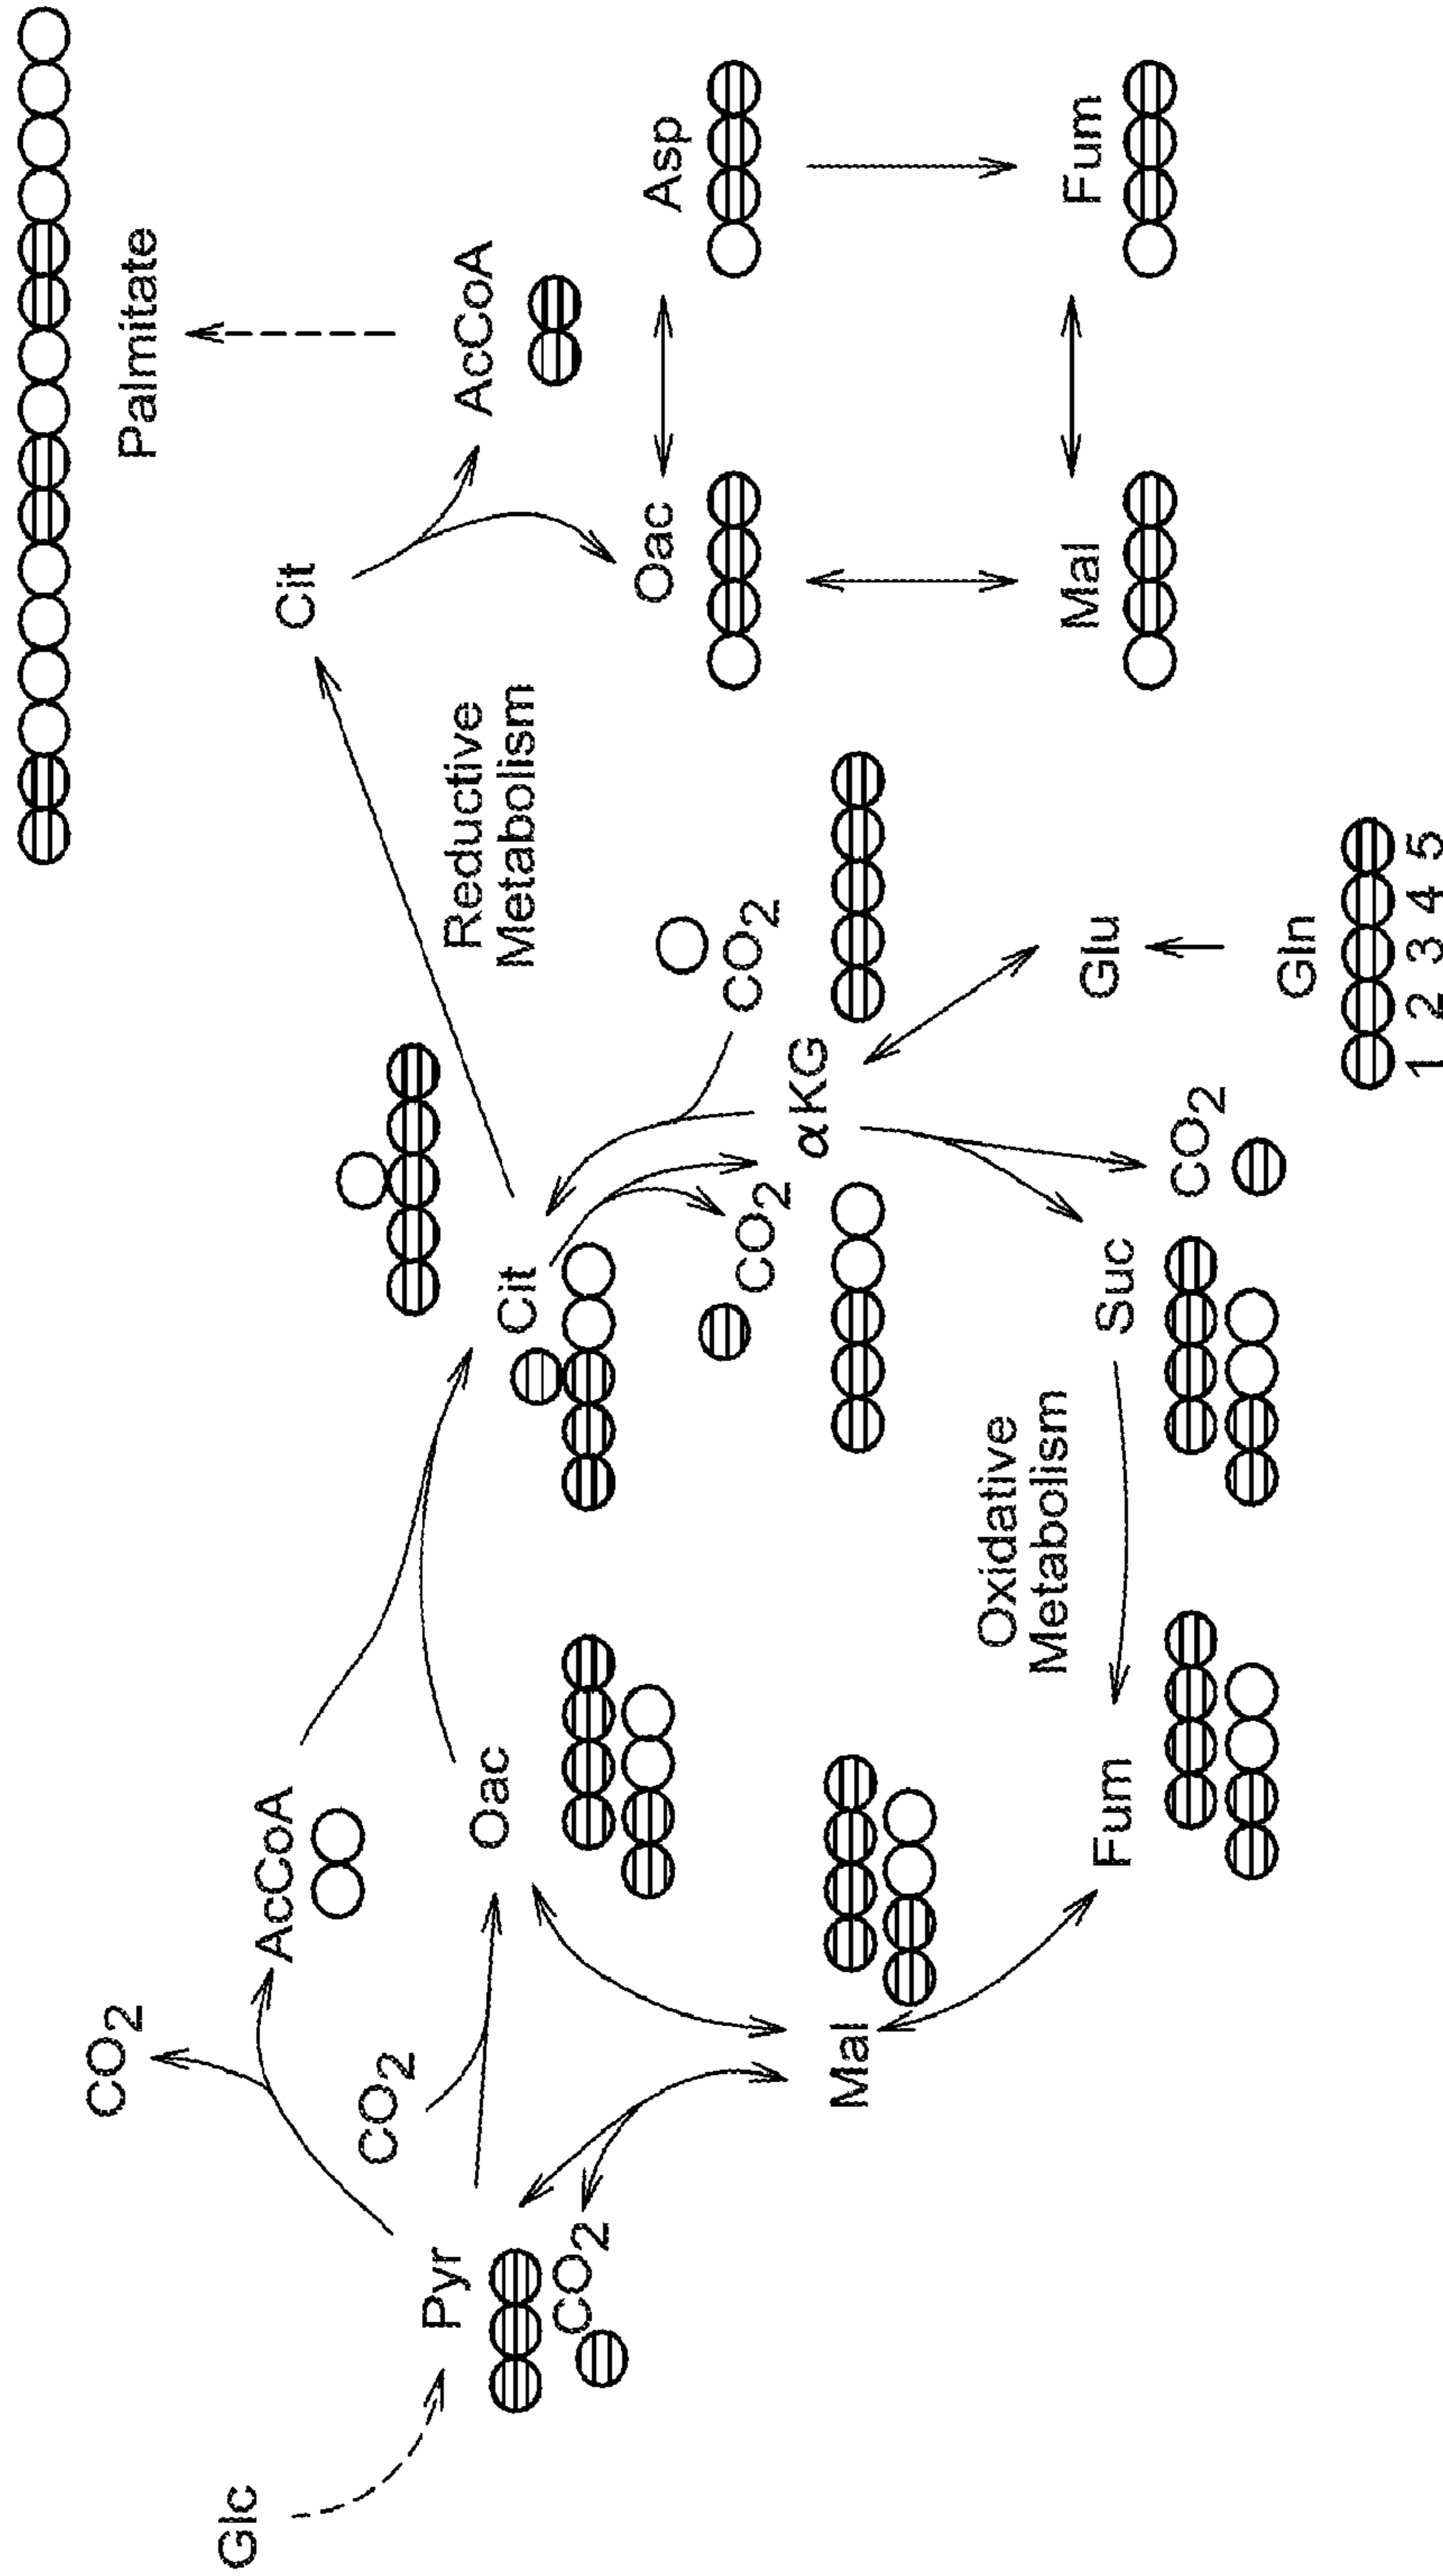 Palmitate
Cit
AcCoA
Reductive
Metabolism
Oac
Asp
Mal
Fum
CO2
AcCoA
Cit
CO2
Glc
Pyr
CO2
Oac
CO2
αKG
CO2
Mal
Oxidative
Metabolism
Glu
Fum
Suc
CO2
Gln
1 2 3 4 5